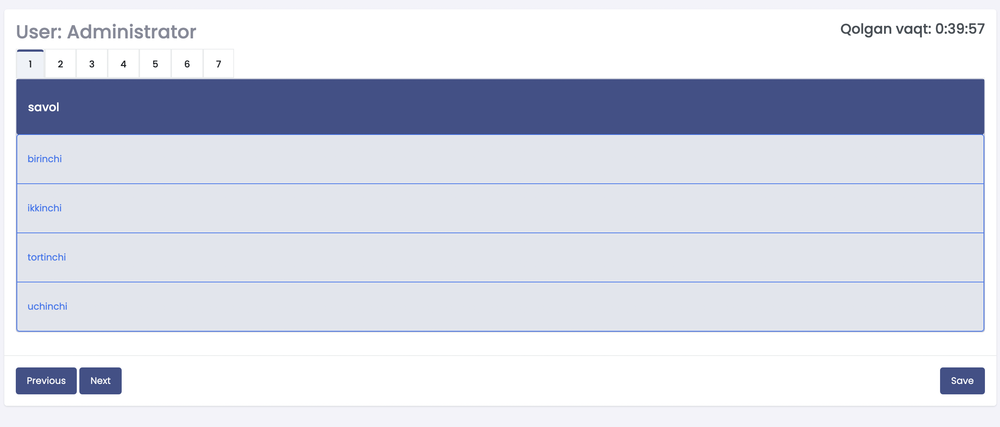 User: Administrator
Qolgan vaqt: 0:39:57
1 2 3 4 5 6 7
savol
birinchi
ikkinchi
tortinchi
uchinchi
Previous Next Save